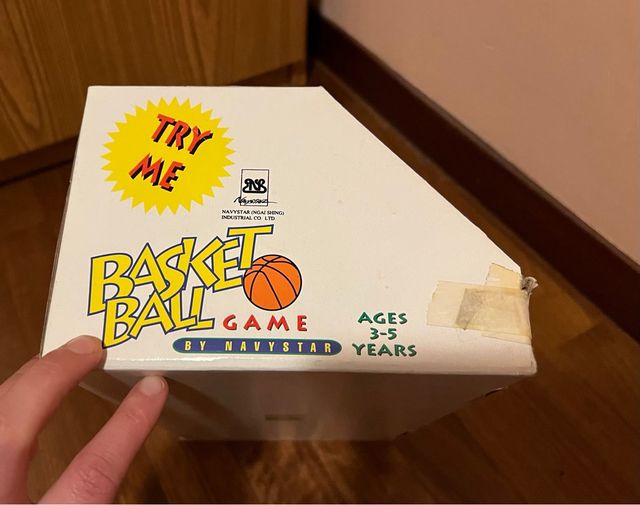 TRY
ME
NAVYSTAR (NGAI SHING)
INDUSTRIAL CO. LTD
BASKET
BALL
GAME
BY NAVYSTAR
AGES
3-5
YEARS